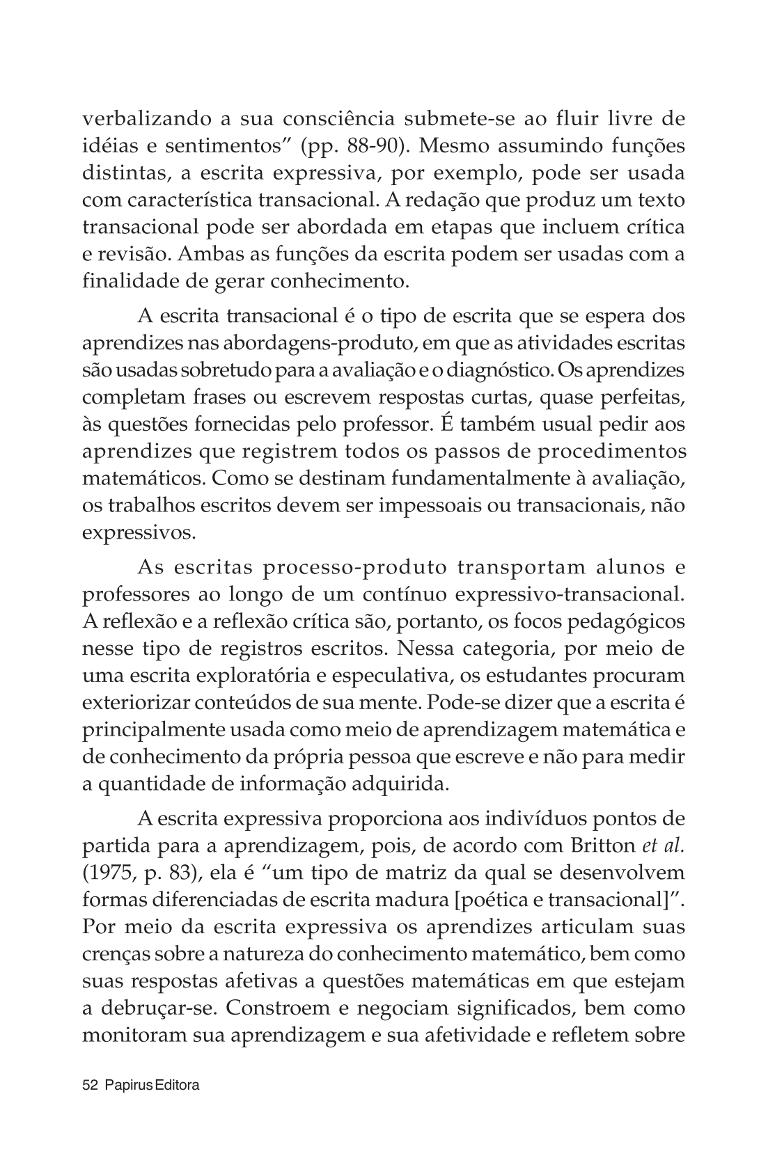 verbalizando a sua consciência submete-se ao fluir livre de
idéias e sentimentos” (pp. 88-90). Mesmo assumindo funções
distintas, a escrita expressiva, por exemplo, pode ser usada
com característica transacional. A redação que produz um texto
transacional pode ser abordada em etapas que incluem crítica
e revisão. Ambas as funções da escrita podem ser usadas com a
finalidade de gerar conhecimento.
A escrita transacional é o tipo de escrita que se espera dos
aprendizes nas abordagens-produto, em que as atividades escritas
são usadas sobretudo para a avaliação e o diagnóstico. Os aprendizes
completam frases ou escrevem respostas curtas, quase perfeitas,
às questões fornecidas pelo professor. É também usual pedir aos
aprendizes que registrem todos os passos de procedimentos
matemáticos. Como se destinam fundamentalmente à avaliação,
os trabalhos escritos devem ser impessoais ou transacionais, não
expressivos.
As escritas processo-produto transportam alunos e
professores ao longo de um contínuo expressivo-transacional.
A reflexão e a reflexão crítica são, portanto, os focos pedagógicos
nesse tipo de registros escritos. Nessa categoria, por meio de
uma escrita exploratória e especulativa, os estudantes procuram
exteriorizar conteúdos de sua mente. Pode-se dizer que a escrita é
principalmente usada como meio de aprendizagem matemática e
de conhecimento da própria pessoa que escreve e não para medir
a quantidade de informação adquirida.
A escrita expressiva proporciona aos indivíduos pontos de
partida para a aprendizagem, pois, de acordo com Britton et al.
(1975, p. 83), ela é “um tipo de matriz da qual se desenvolvem
formas diferenciadas de escrita madura [poética e transacional]”.
Por meio da escrita expressiva os aprendizes articulam suas
crenças sobre a natureza do conhecimento matemático, bem como
suas respostas afetivas a questões matemáticas em que estejam
a debruçar-se. Constroem e negociam significados, bem como
monitoram sua aprendizagem e sua afetividade e refletem sobre
52 Papirus Editora